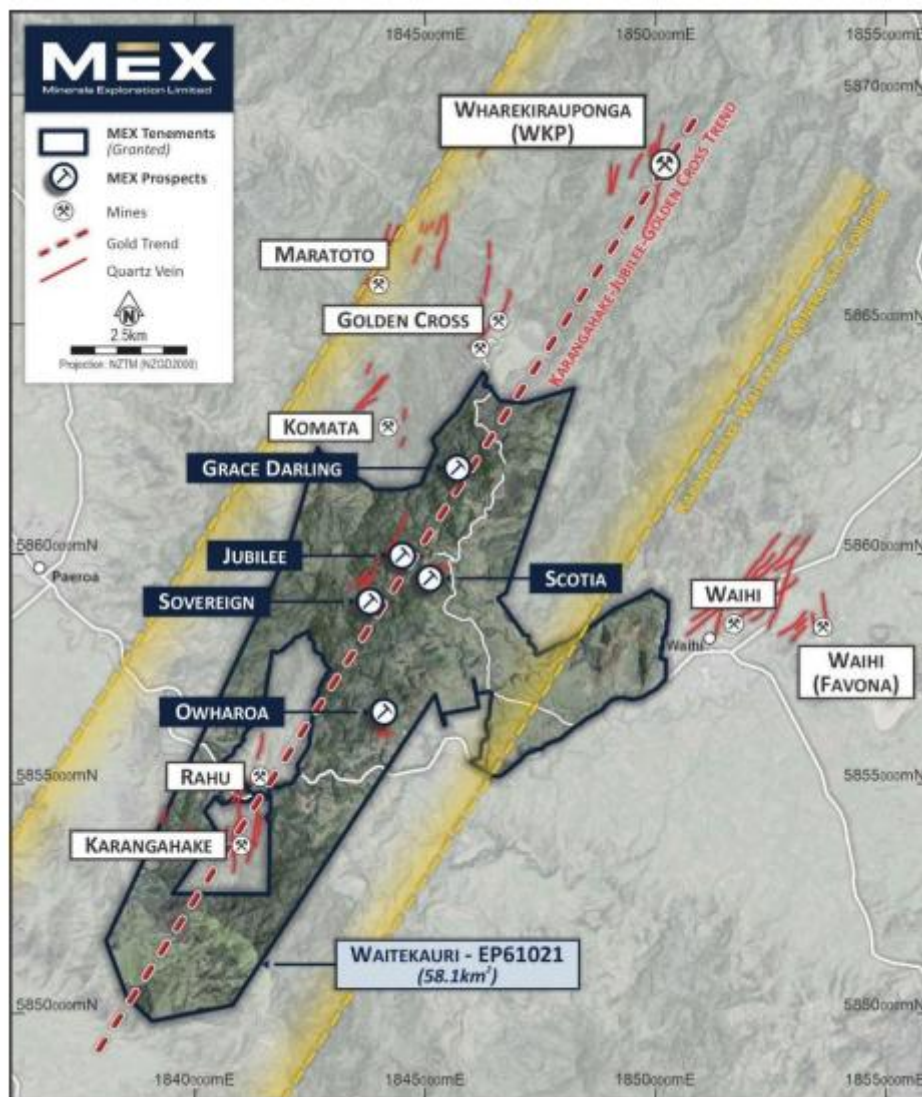 1845000mE
1850000mE
1855000mE
MEX
Minerals Exploration Limited
MEX Tenements
(Granted)
MEX Prospects
Mines
Gold Trend
Quartz Vein
N
2.5km
Projection: NZTM (NZGD2000)
5870000mN
WHAREKIRAUPONGA
(WKP)
KARANGAHAKE-JUBILEE-GOLDEN CROSS TREND
MARATOTO
GOLDEN CROSS
5865000mN
KOMATA
GRACE DARLING
5860000mN
5860000mN
JUBILEE
Paeroa
SCOTIA
SOVEREIGN
WAIHI
Waihi
WAIHI
(FAVONA)
OWHAROA
RAHU
5855000mN
5855000mN
KARANGAHAKE
WAITEKAURI - EP61021
(58.1km²)
5850000mN
5850000mN
1840000mE
1845000mE
1850000mE
1855000mE